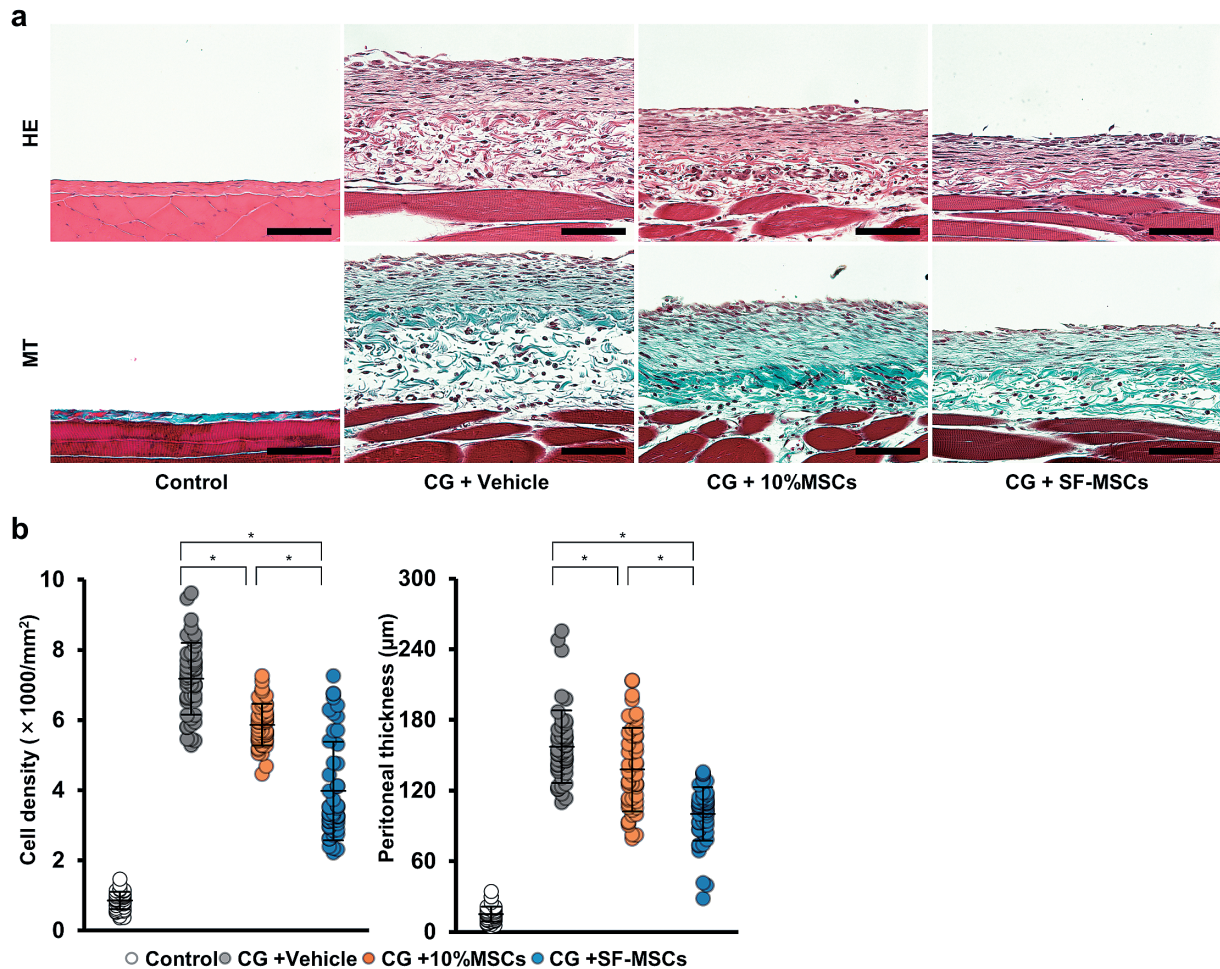 a
HE
MT
Control
CG + Vehicle
CG + 10%MSCs
CG + SF-MSCs
b
Cell density ( × 1000/mm²)
10
8
6
4
2
0
*
*
*
Peritoneal thickness (μm)
300
240
180
120
60
0
*
*
*
Control CG +Vehicle CG +10%MSCs CG +SF-MSCs